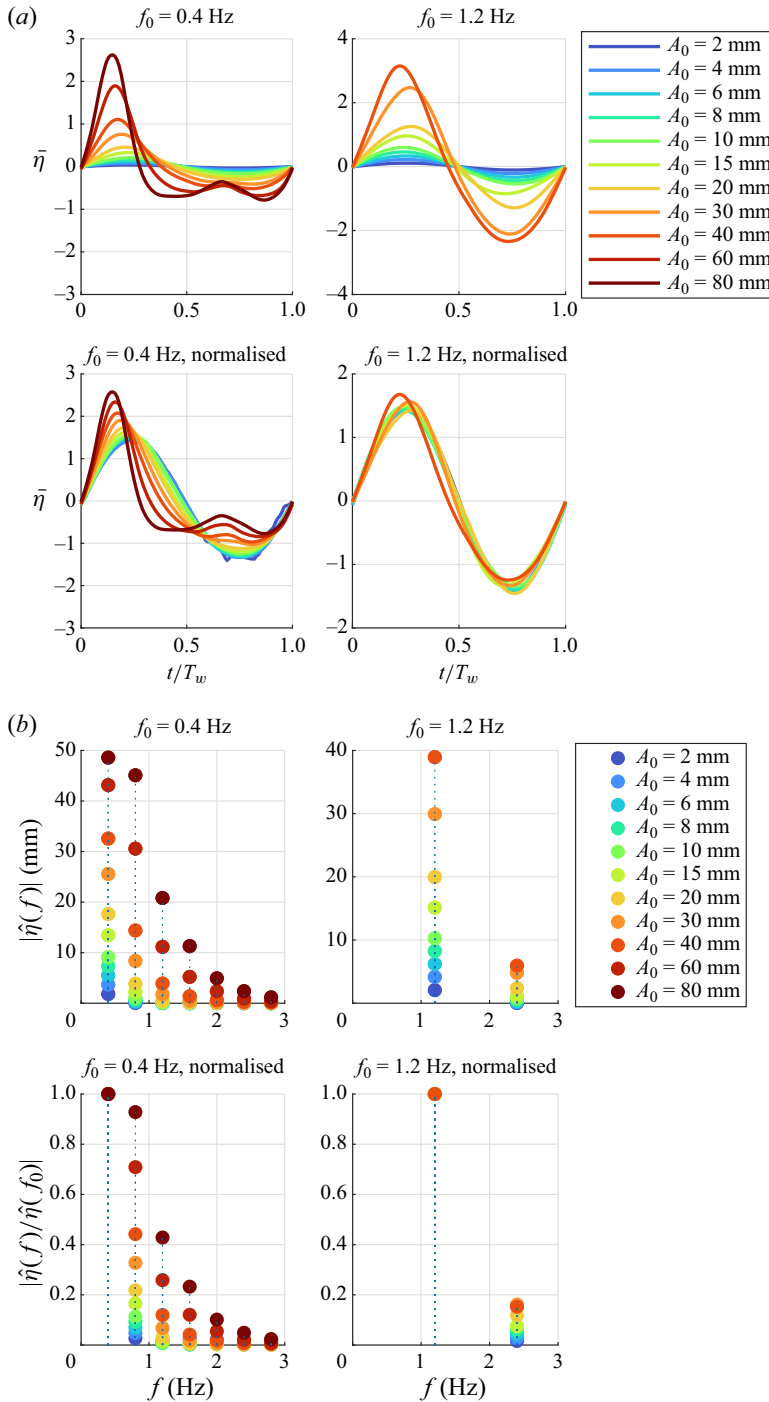 (a)
f₀ = 0.4 Hz
f₀ = 1.2 Hz
3
2
1
0
−1
−2
−3
η̄
0
0.5
1.0
4
2
0
−2
−4
0
0.5
1.0
A₀ = 2 mm
A₀ = 4 mm
A₀ = 6 mm
A₀ = 8 mm
A₀ = 10 mm
A₀ = 15 mm
A₀ = 20 mm
A₀ = 30 mm
A₀ = 40 mm
A₀ = 60 mm
A₀ = 80 mm
f₀ = 0.4 Hz, normalised
f₀ = 1.2 Hz, normalised
3
2
1
0
−1
−2
−3
η̄
0
0.5
1.0
t/T_w
2
1
0
−1
−2
0
0.5
1.0
t/T_w
(b)
f₀ = 0.4 Hz
f₀ = 1.2 Hz
50
40
30
20
10
|η̂(f)| (mm)
0
1
2
3
40
30
20
10
0
1
2
3
A₀ = 2 mm
A₀ = 4 mm
A₀ = 6 mm
A₀ = 8 mm
A₀ = 10 mm
A₀ = 15 mm
A₀ = 20 mm
A₀ = 30 mm
A₀ = 40 mm
A₀ = 60 mm
A₀ = 80 mm
f₀ = 0.4 Hz, normalised
f₀ = 1.2 Hz, normalised
1.0
0.8
0.6
0.4
0.2
|η̂(f)/η̂(f₀)|
0
1
2
3
f (Hz)
1.0
0.8
0.6
0.4
0.2
0
1
2
3
f (Hz)